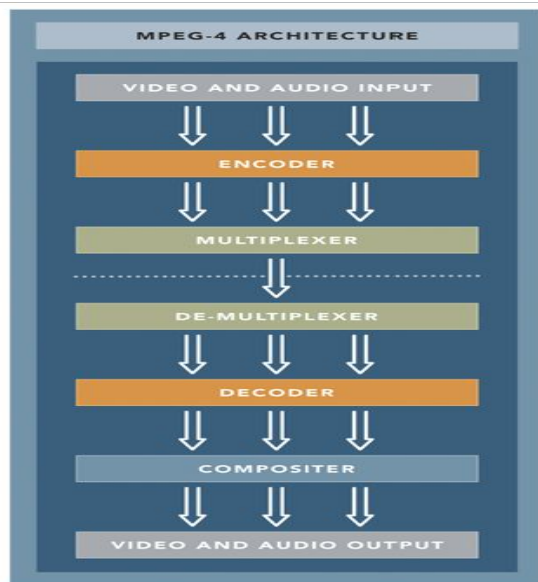 MPEG-4 ARCHITECTURE
VIDEO AND AUDIO INPUT
ENCODER
MULTIPLEXER
DE-MULTIPLEXER
DECODER
COMPOSITER
VIDEO AND AUDIO OUTPUT